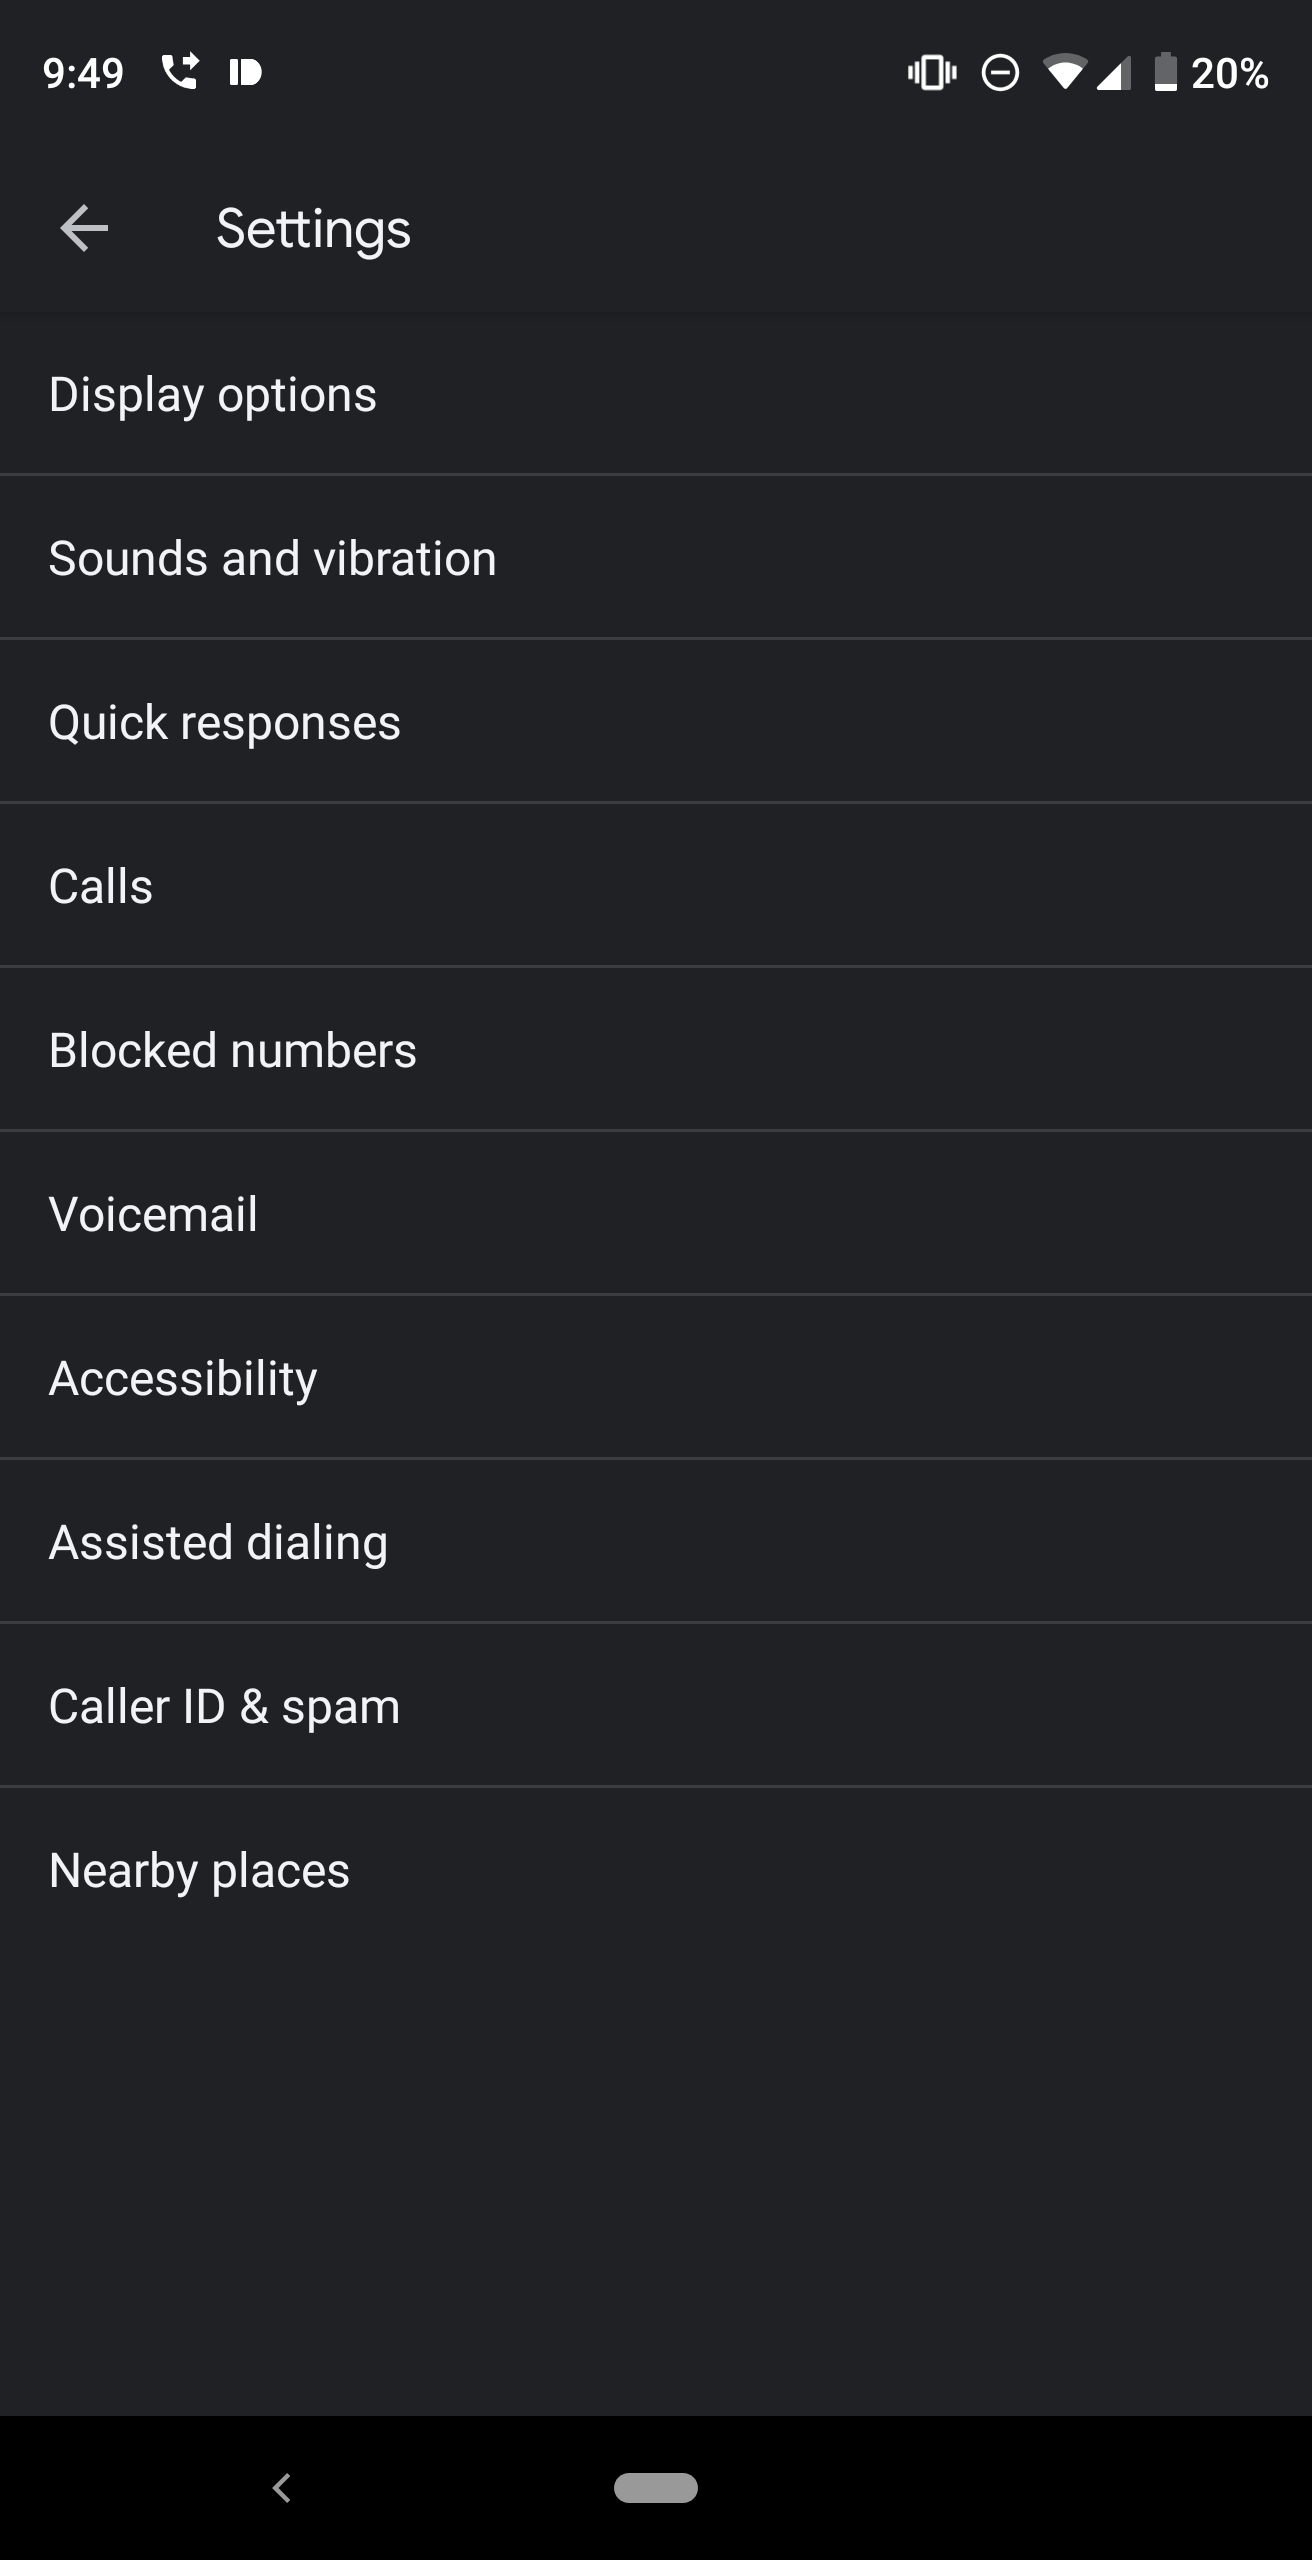 9:49 20%
Settings
Display options
Sounds and vibration
Quick responses
Calls
Blocked numbers
Voicemail
Accessibility
Assisted dialing
Caller ID & spam
Nearby places